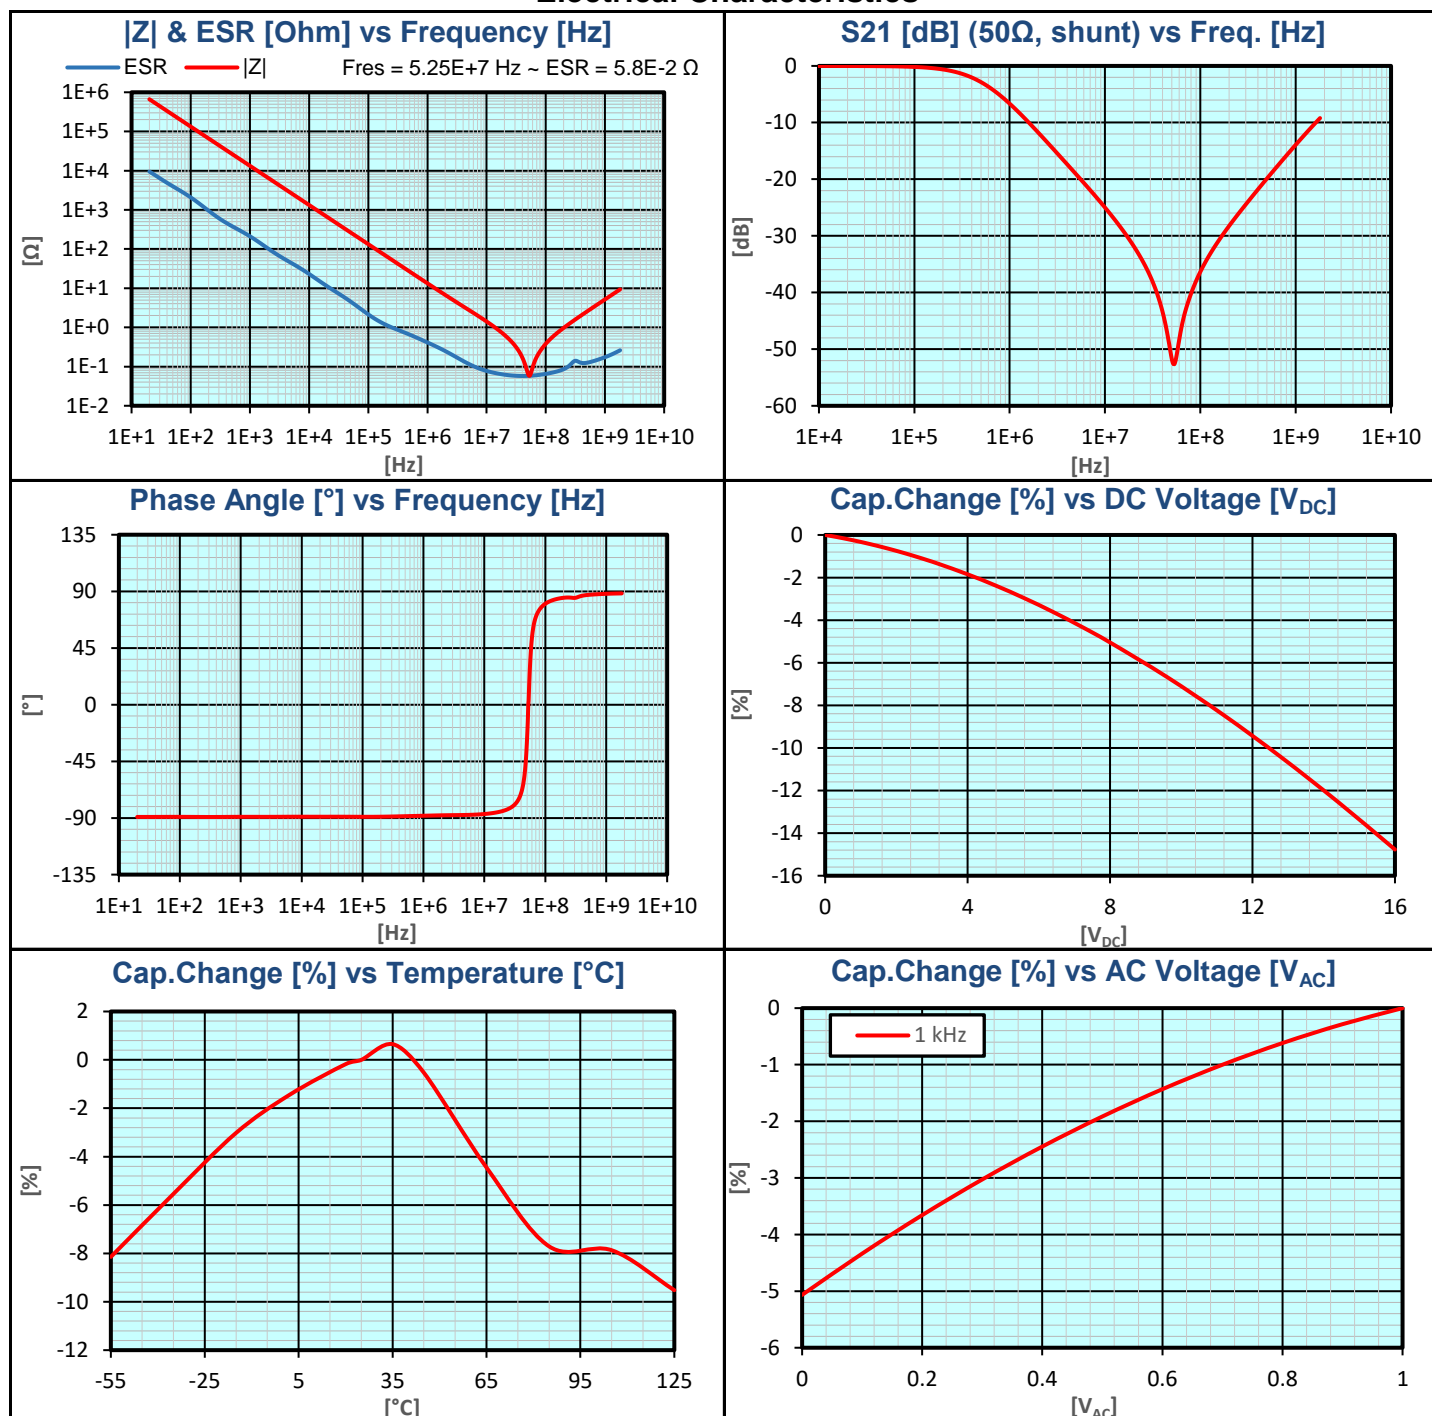 |Z| & ESR [Ohm] vs Frequency [Hz]
ESR |Z| Fres = 5.25E+7 Hz ~ ESR = 5.8E-2 Ω
1E+6
1E+5
1E+4
1E+3
1E+2
1E+1
1E+0
1E-1
1E-2
[Ω]
1E+1 1E+2 1E+3 1E+4 1E+5 1E+6 1E+7 1E+8 1E+9 1E+10
[Hz]
S21 [dB] (50Ω, shunt) vs Freq. [Hz]
0
-10
-20
-30
-40
-50
-60
[dB]
1E+4 1E+5 1E+6 1E+7 1E+8 1E+9 1E+10
[Hz]
Phase Angle [°] vs Frequency [Hz]
135
90
45
0
-45
-90
-135
[°]
1E+1 1E+2 1E+3 1E+4 1E+5 1E+6 1E+7 1E+8 1E+9 1E+10
[Hz]
Cap.Change [%] vs DC Voltage [VDC]
0
-2
-4
-6
-8
-10
-12
-14
-16
[%]
0 4 8 12 16
[VDC]
Cap.Change [%] vs Temperature [°C]
2
0
-2
-4
-6
-8
-10
-12
[%]
-55 -25 5 35 65 95 125
[°C]
Cap.Change [%] vs AC Voltage [VAC]
1 kHz
0
-1
-2
-3
-4
-5
-6
[%]
0 0.2 0.4 0.6 0.8 1
[VAC]